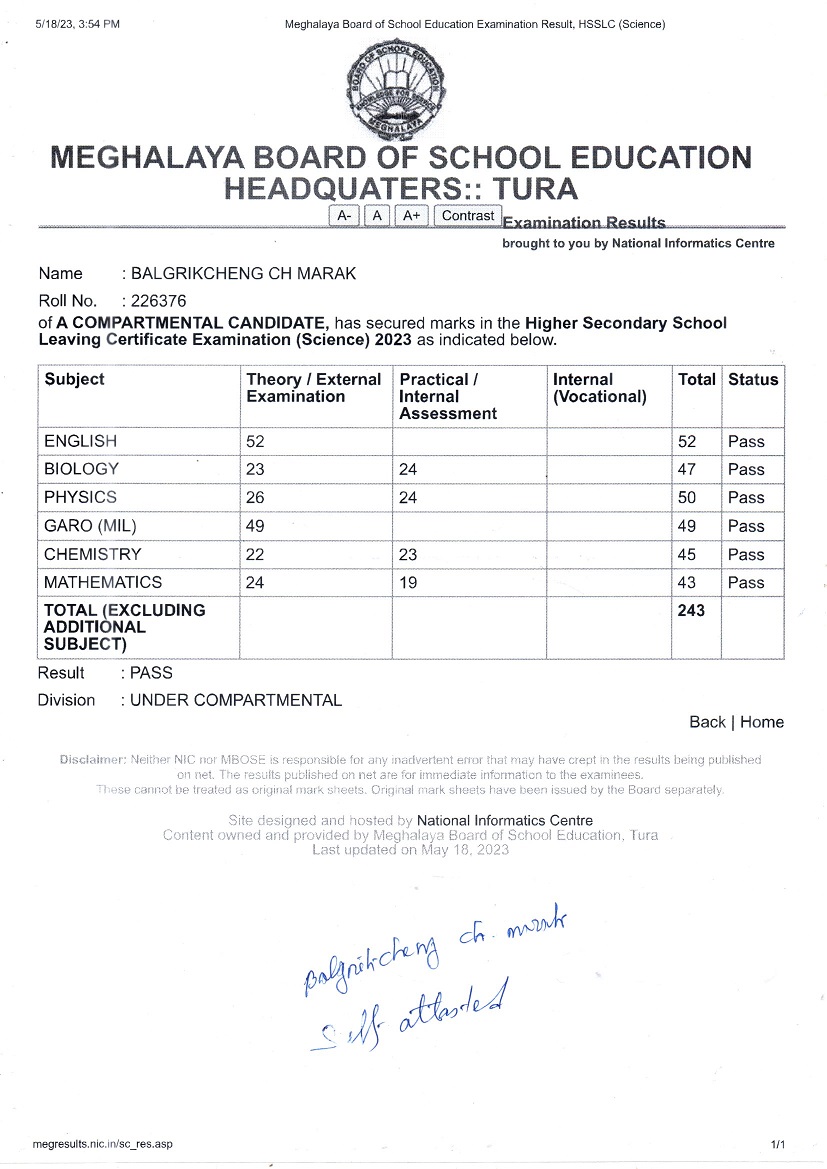 5/18/23, 3:54 PM Meghalaya Board of School Education Examination Result, HSSLC (Science)
BOARD OF SCHOOL EDUCATION
KNOWLEDGE FOR SERVICE
MEGHALAYA
MEGHALAYA BOARD OF SCHOOL EDUCATION
HEADQUATERS:: TURA
A- A A+ Contrast Examination Results
brought to you by National Informatics Centre
Name : BALGRIKCHENG CH MARAK
Roll No. : 226376
of A COMPARTMENTAL CANDIDATE, has secured marks in the Higher Secondary School
Leaving Certificate Examination (Science) 2023 as indicated below.
Subject Theory / External Examination Practical / Internal Assessment Internal (Vocational) Total Status
ENGLISH 52 52 Pass
BIOLOGY 23 24 47 Pass
PHYSICS 26 24 50 Pass
GARO (MIL) 49 49 Pass
CHEMISTRY 22 23 45 Pass
MATHEMATICS 24 19 43 Pass
TOTAL (EXCLUDING ADDITIONAL SUBJECT) 243
Result : PASS
Division : UNDER COMPARTMENTAL
Back | Home
Disclaimer: Neither NIC nor MBOSE is responsible for any inadvertent error that may have crept in the results being published
on net. The results published on net are for immediate information to the examinees.
These cannot be treated as original mark sheets. Original mark sheets have been issued by the Board separately.
Site designed and hosted by National Informatics Centre
Content owned and provided by Meghalaya Board of School Education, Tura
Last updated on May 18, 2023
Balgrikcheng ch. marak
Self attasted
megresults.nic.in/sc_res.asp 1/1